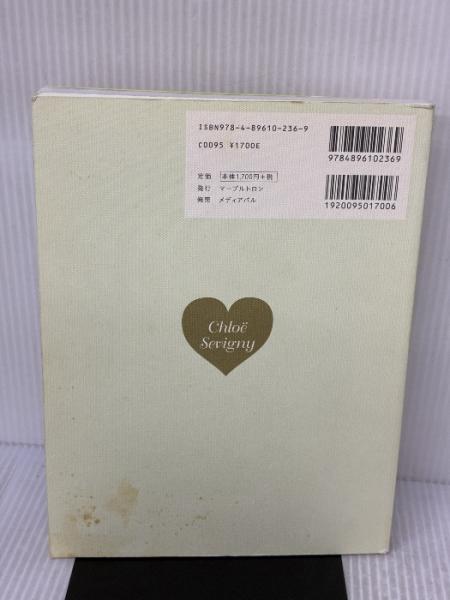 ISBN978-4-89610-236-9
C0095 ¥1700E
9784896102369
定価 本体1,700円+税
発行 マーブルトロン
発売 メディアパル
1920095017006
Chloë
Sevigny